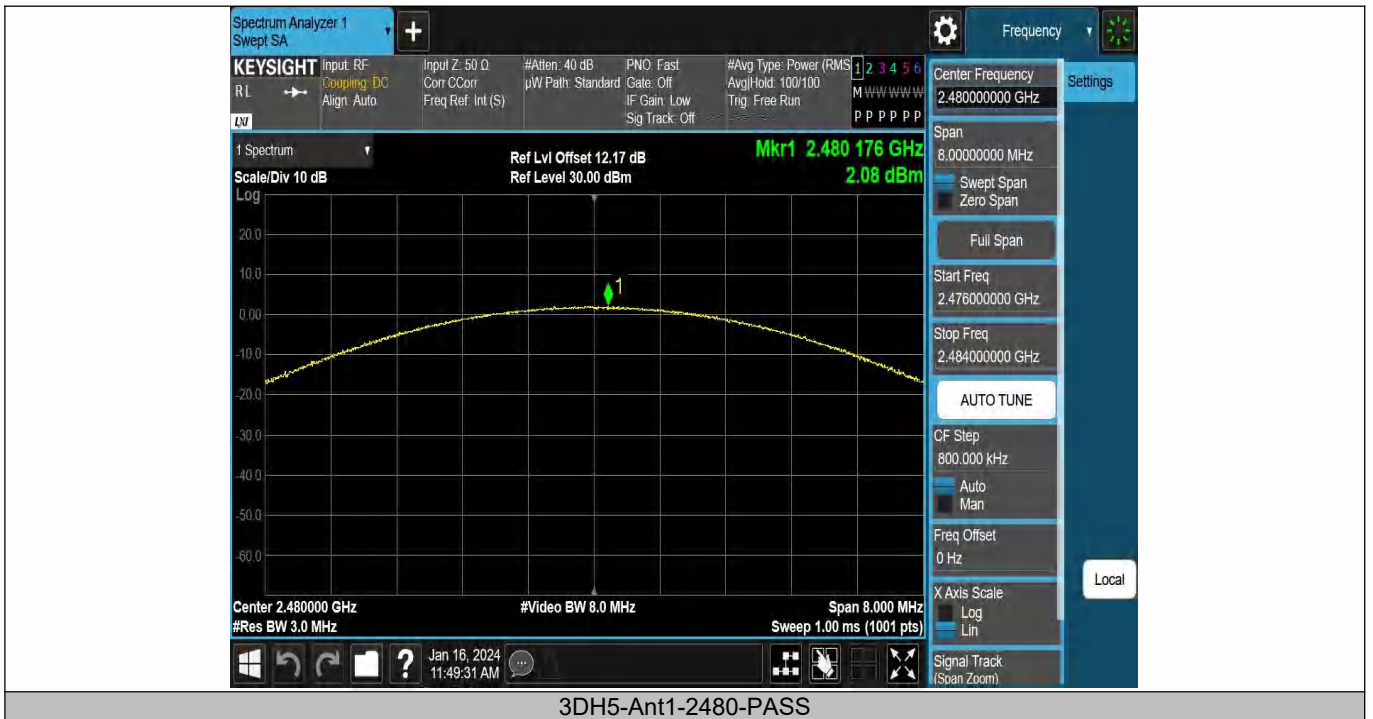 Spectrum Analyzer 1
Swept SA
+
Frequency
KEYSIGHT
RL
LXI
Input: RF
Coupling: DC
Align: Auto
Input Z: 50 Ω
Corr CCorr
Freq Ref: Int (S)
#Atten: 40 dB
µW Path: Standard
PNO: Fast
Gate: Off
IF Gain: Low
Sig Track: Off
#Avg Type: Power (RMS
Avg|Hold: 100/100
Trig: Free Run
1 2 3 4 5 6
M W W W W W
P P P P P P
Center Frequency
2.480000000 GHz
Settings
Span
8.00000000 MHz
Swept Span
Zero Span
Full Span
Start Freq
2.476000000 GHz
Stop Freq
2.484000000 GHz
AUTO TUNE
CF Step
800.000 kHz
Auto
Man
Freq Offset
0 Hz
X Axis Scale
Log
Lin
Signal Track
(Span Zoom)
Local
1 Spectrum
Scale/Div 10 dB
Ref Lvl Offset 12.17 dB
Ref Level 30.00 dBm
Mkr1 2.480 176 GHz
2.08 dBm
Log
20.0
10.0
1
0.00
-10.0
-20.0
-30.0
-40.0
-50.0
-60.0
Center 2.480000 GHz
#Video BW 8.0 MHz
Span 8.000 MHz
#Res BW 3.0 MHz
Sweep 1.00 ms (1001 pts)
?
Jan 16, 2024
11:49:31 AM
3DH5-Ant1-2480-PASS